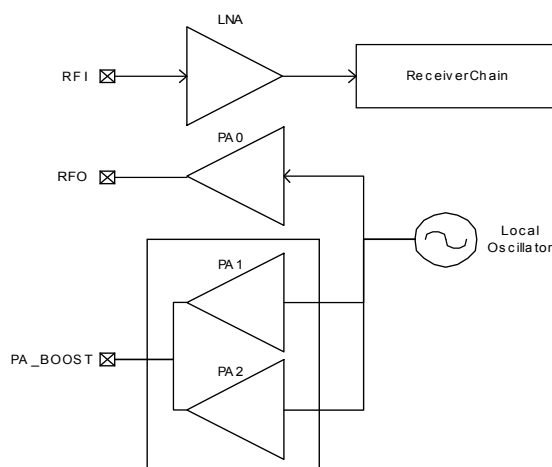 LNA
RFI
ReceiverChain
PA0
RFO
Local
Oscillator
PA1
PA_BOOST
PA2